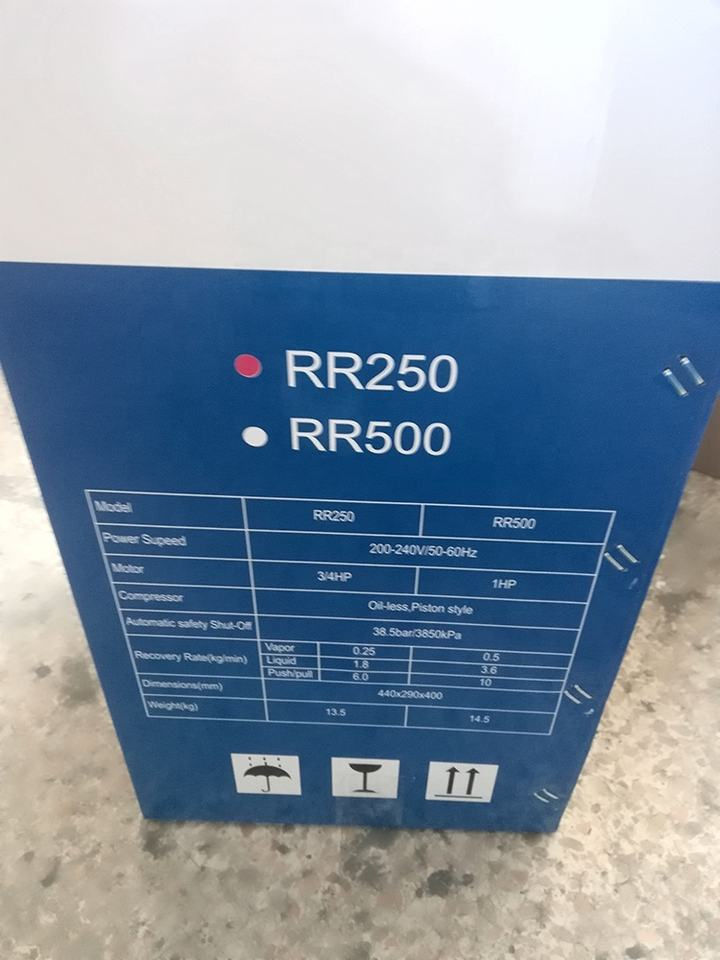 RR250
RR500
Model RR250 RR500
Power Supeed 200-240V/50-60Hz
Motor 3/4HP 1HP
Compressor Oil-less,Piston style
Automatic safety Shut-Off 38.5bar/3850kPa
Recovery Rate(kg/min) Vapor 0.25 0.5
Liquid 1.8 3.6
Push/pull 6.0 10
Dimensions(mm) 440x290x400
Weight(kg) 13.5 14.5